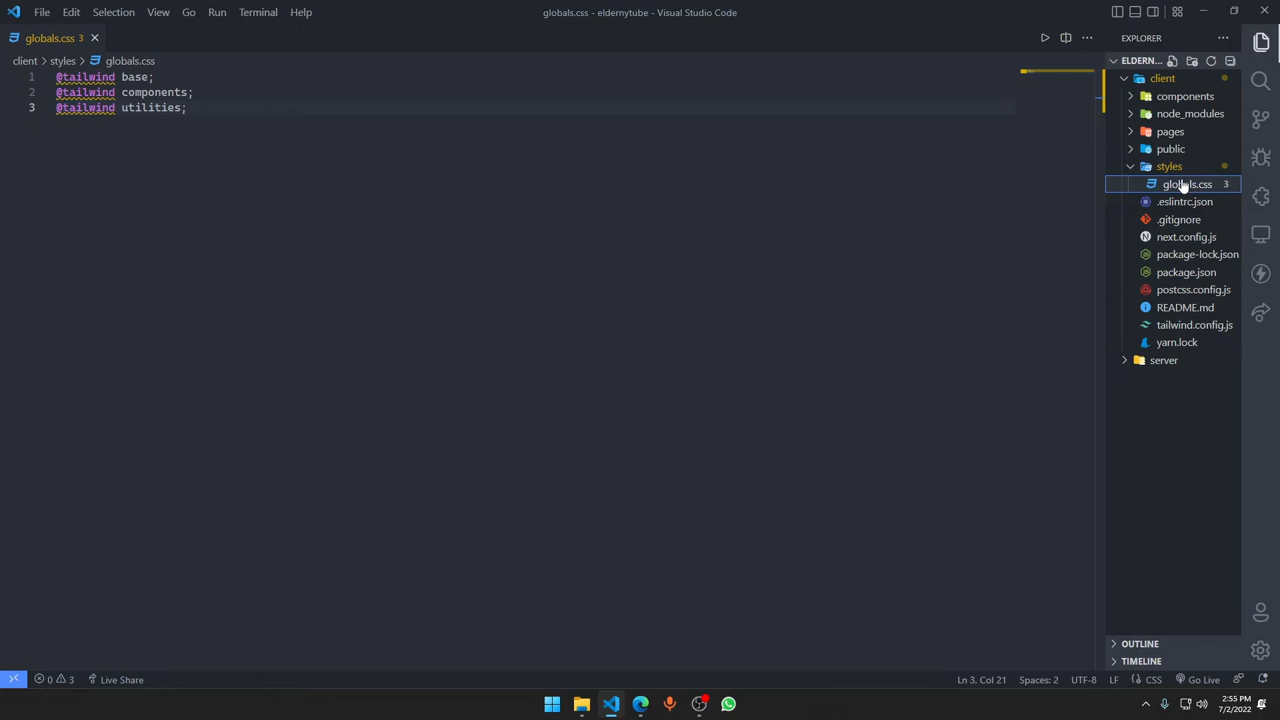 File Edit Selection View Go Run Terminal Help
globals.css - eldernytube - Visual Studio Code
globals.css 3
client styles globals.css
1 @tailwind base;
2 @tailwind components;
3 @tailwind utilities;
EXPLORER
ELDERN...
client
components
node_modules
pages
public
styles
globals.css 3
.eslintrc.json
.gitignore
next.config.js
package-lock.json
package.json
postcss.config.js
README.md
tailwind.config.js
yarn.lock
server
OUTLINE
TIMELINE
0 3 Live Share
Ln 3, Col 21 Spaces: 2 UTF-8 LF CSS Go Live
2:55 PM
7/2/2022